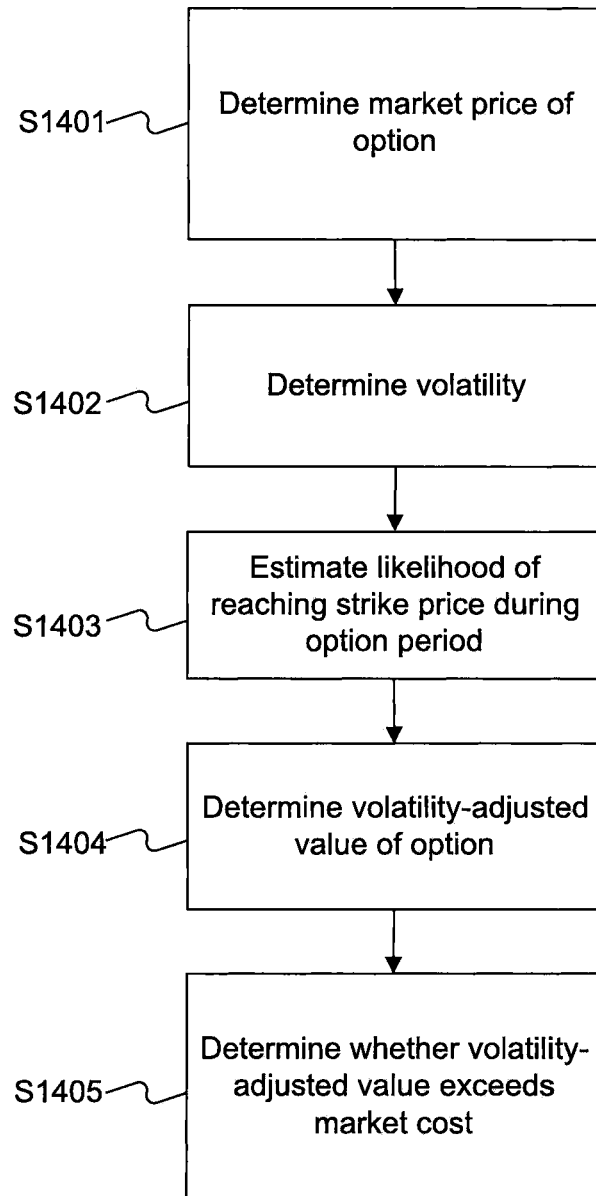 S1401
Determine market price of
option
S1402
Determine volatility
S1403
Estimate likelihood of
reaching strike price during
option period
S1404
Determine volatility-adjusted
value of option
S1405
Determine whether volatility-
adjusted value exceeds
market cost